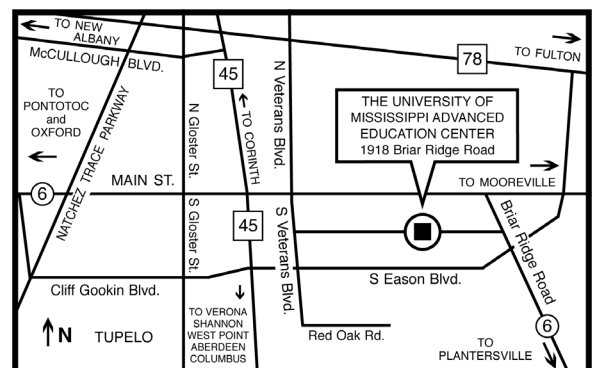 TO NEW
ALBANY
McCULLOUGH BLVD.
TO
PONTOTOC
and
OXFORD
NATCHEZ TRACE PARKWAY
6
MAIN ST.
N Gloster St.
S Gloster St.
45
TO CORINTH
45
N Veterans Blvd.
S Veterans Blvd.
78
TO FULTON
THE UNIVERSITY OF
MISSISSIPPI ADVANCED
EDUCATION CENTER
1918 Briar Ridge Road
TO MOOREVILLE
Briar Ridge Road
S Eason Blvd.
Cliff Gookin Blvd.
N
TUPELO
TO VERONA
SHANNON
WEST POINT
ABERDEEN
COLUMBUS
Red Oak Rd.
6
TO
PLANTERSVILLE